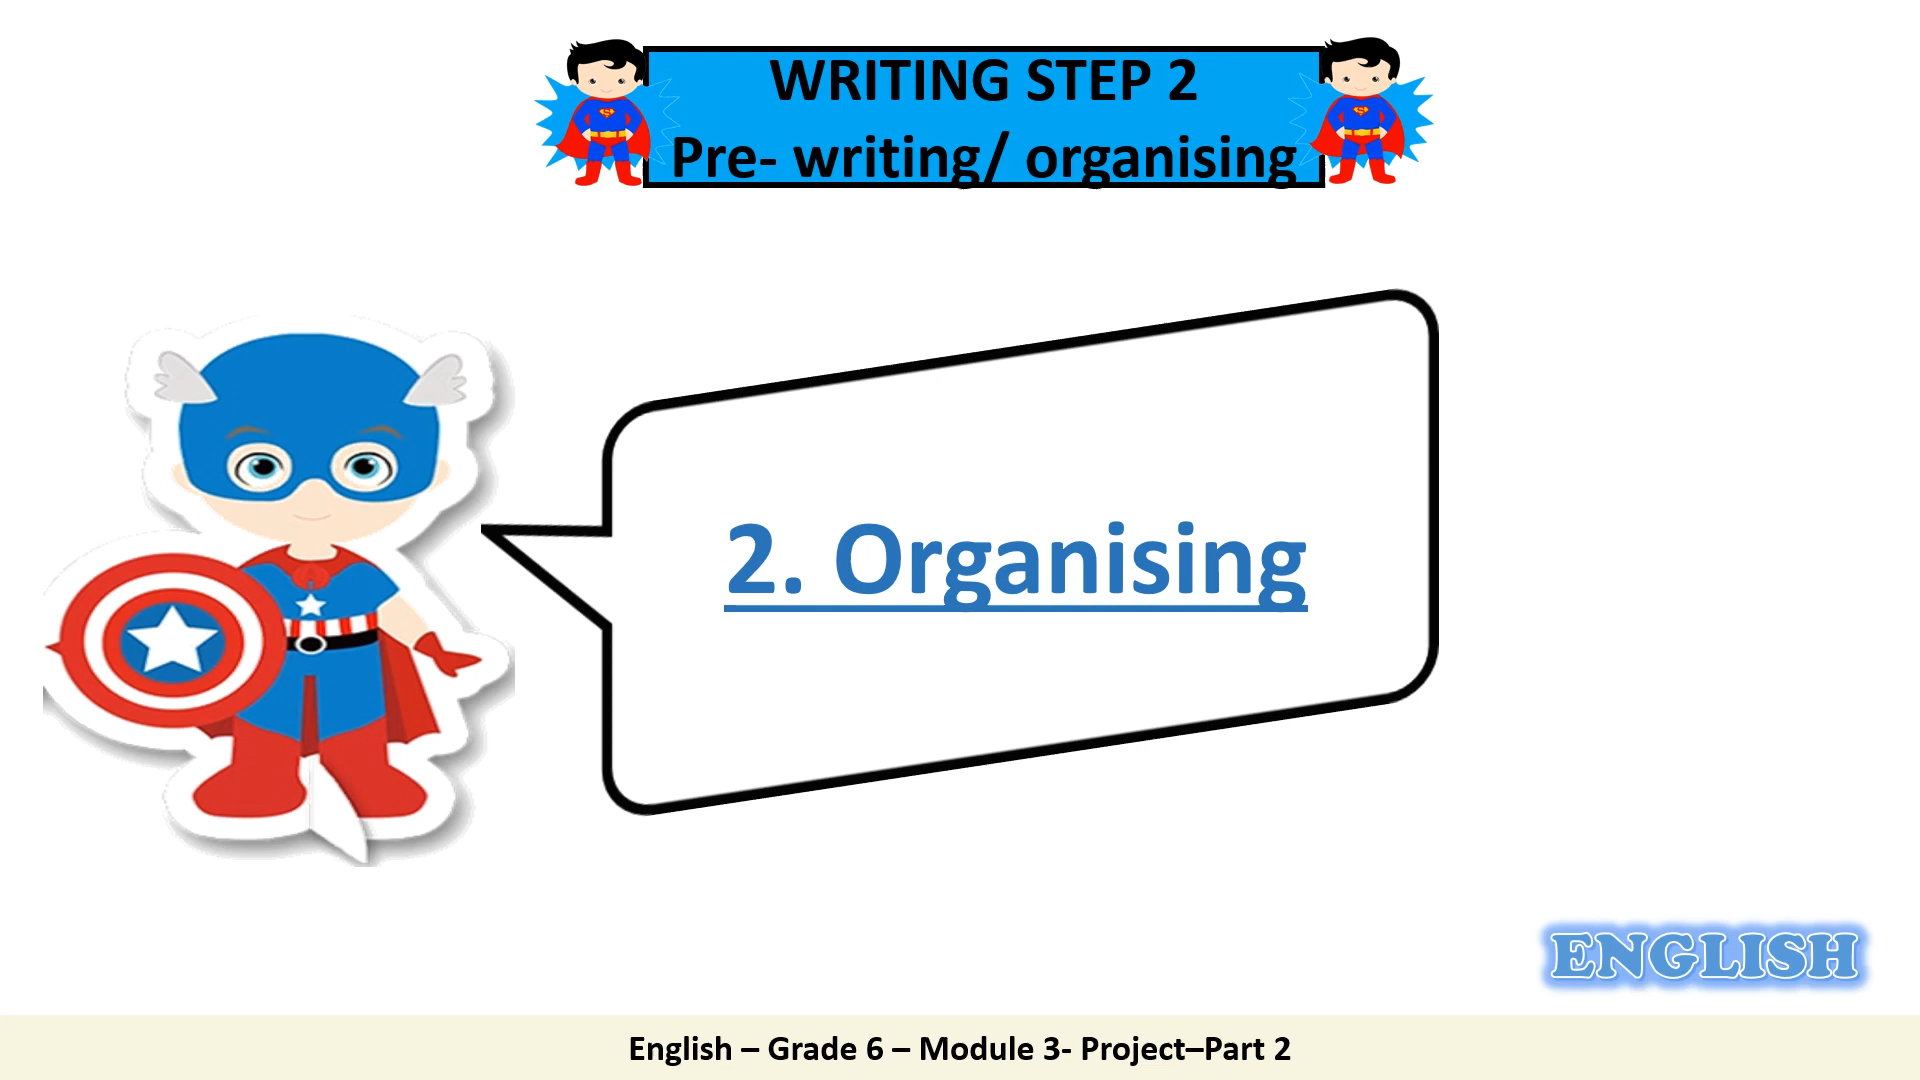 WRITING STEP 2
Pre- writing/ organising
2. Organising
ENGLISH
English – Grade 6 – Module 3- Project–Part 2